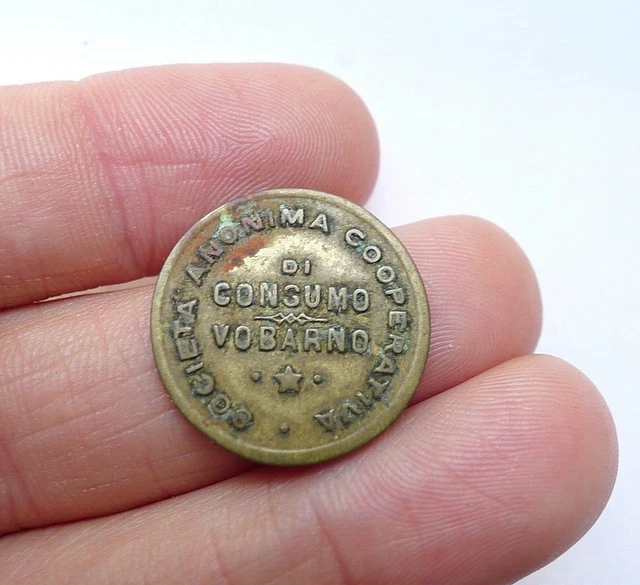 SOCIETA' ANONIMA COOPERATIVA
DI
CONSUMO
VOBARNO